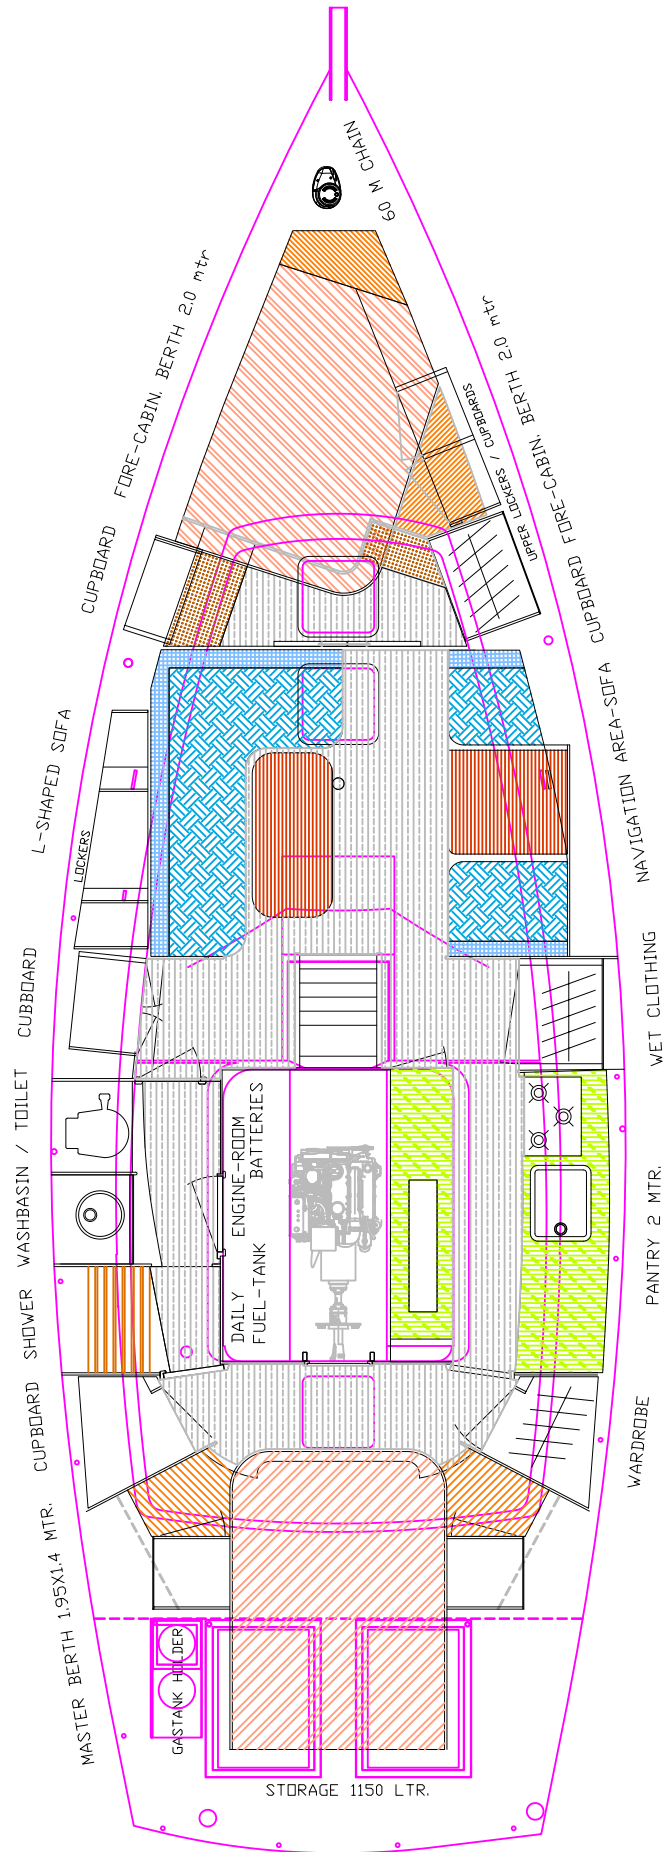 60 M CHAIN
CUPBOARD FORE-CABIN. BERTH 2.0 mtr
CUPBOARD FORE-CABIN. BERTH 2.0 mtr
UPPER LOCKERS / CUPBOARDS
L-SHAPED SOFA
LOCKERS
NAVIGATION AREA-SOFA
CUBBOARD
WET CLOTHING
WASHBASIN / TOILET
ENGINE-ROOM
BATTERIES
DAILY
FUEL-TANK
PANTRY 2 MTR.
SHOWER
CUPBOARD
WARDROBE
MASTER BERTH 1.95X1.4 MTR.
GASTANK HOLDER
STORAGE 1150 LTR.